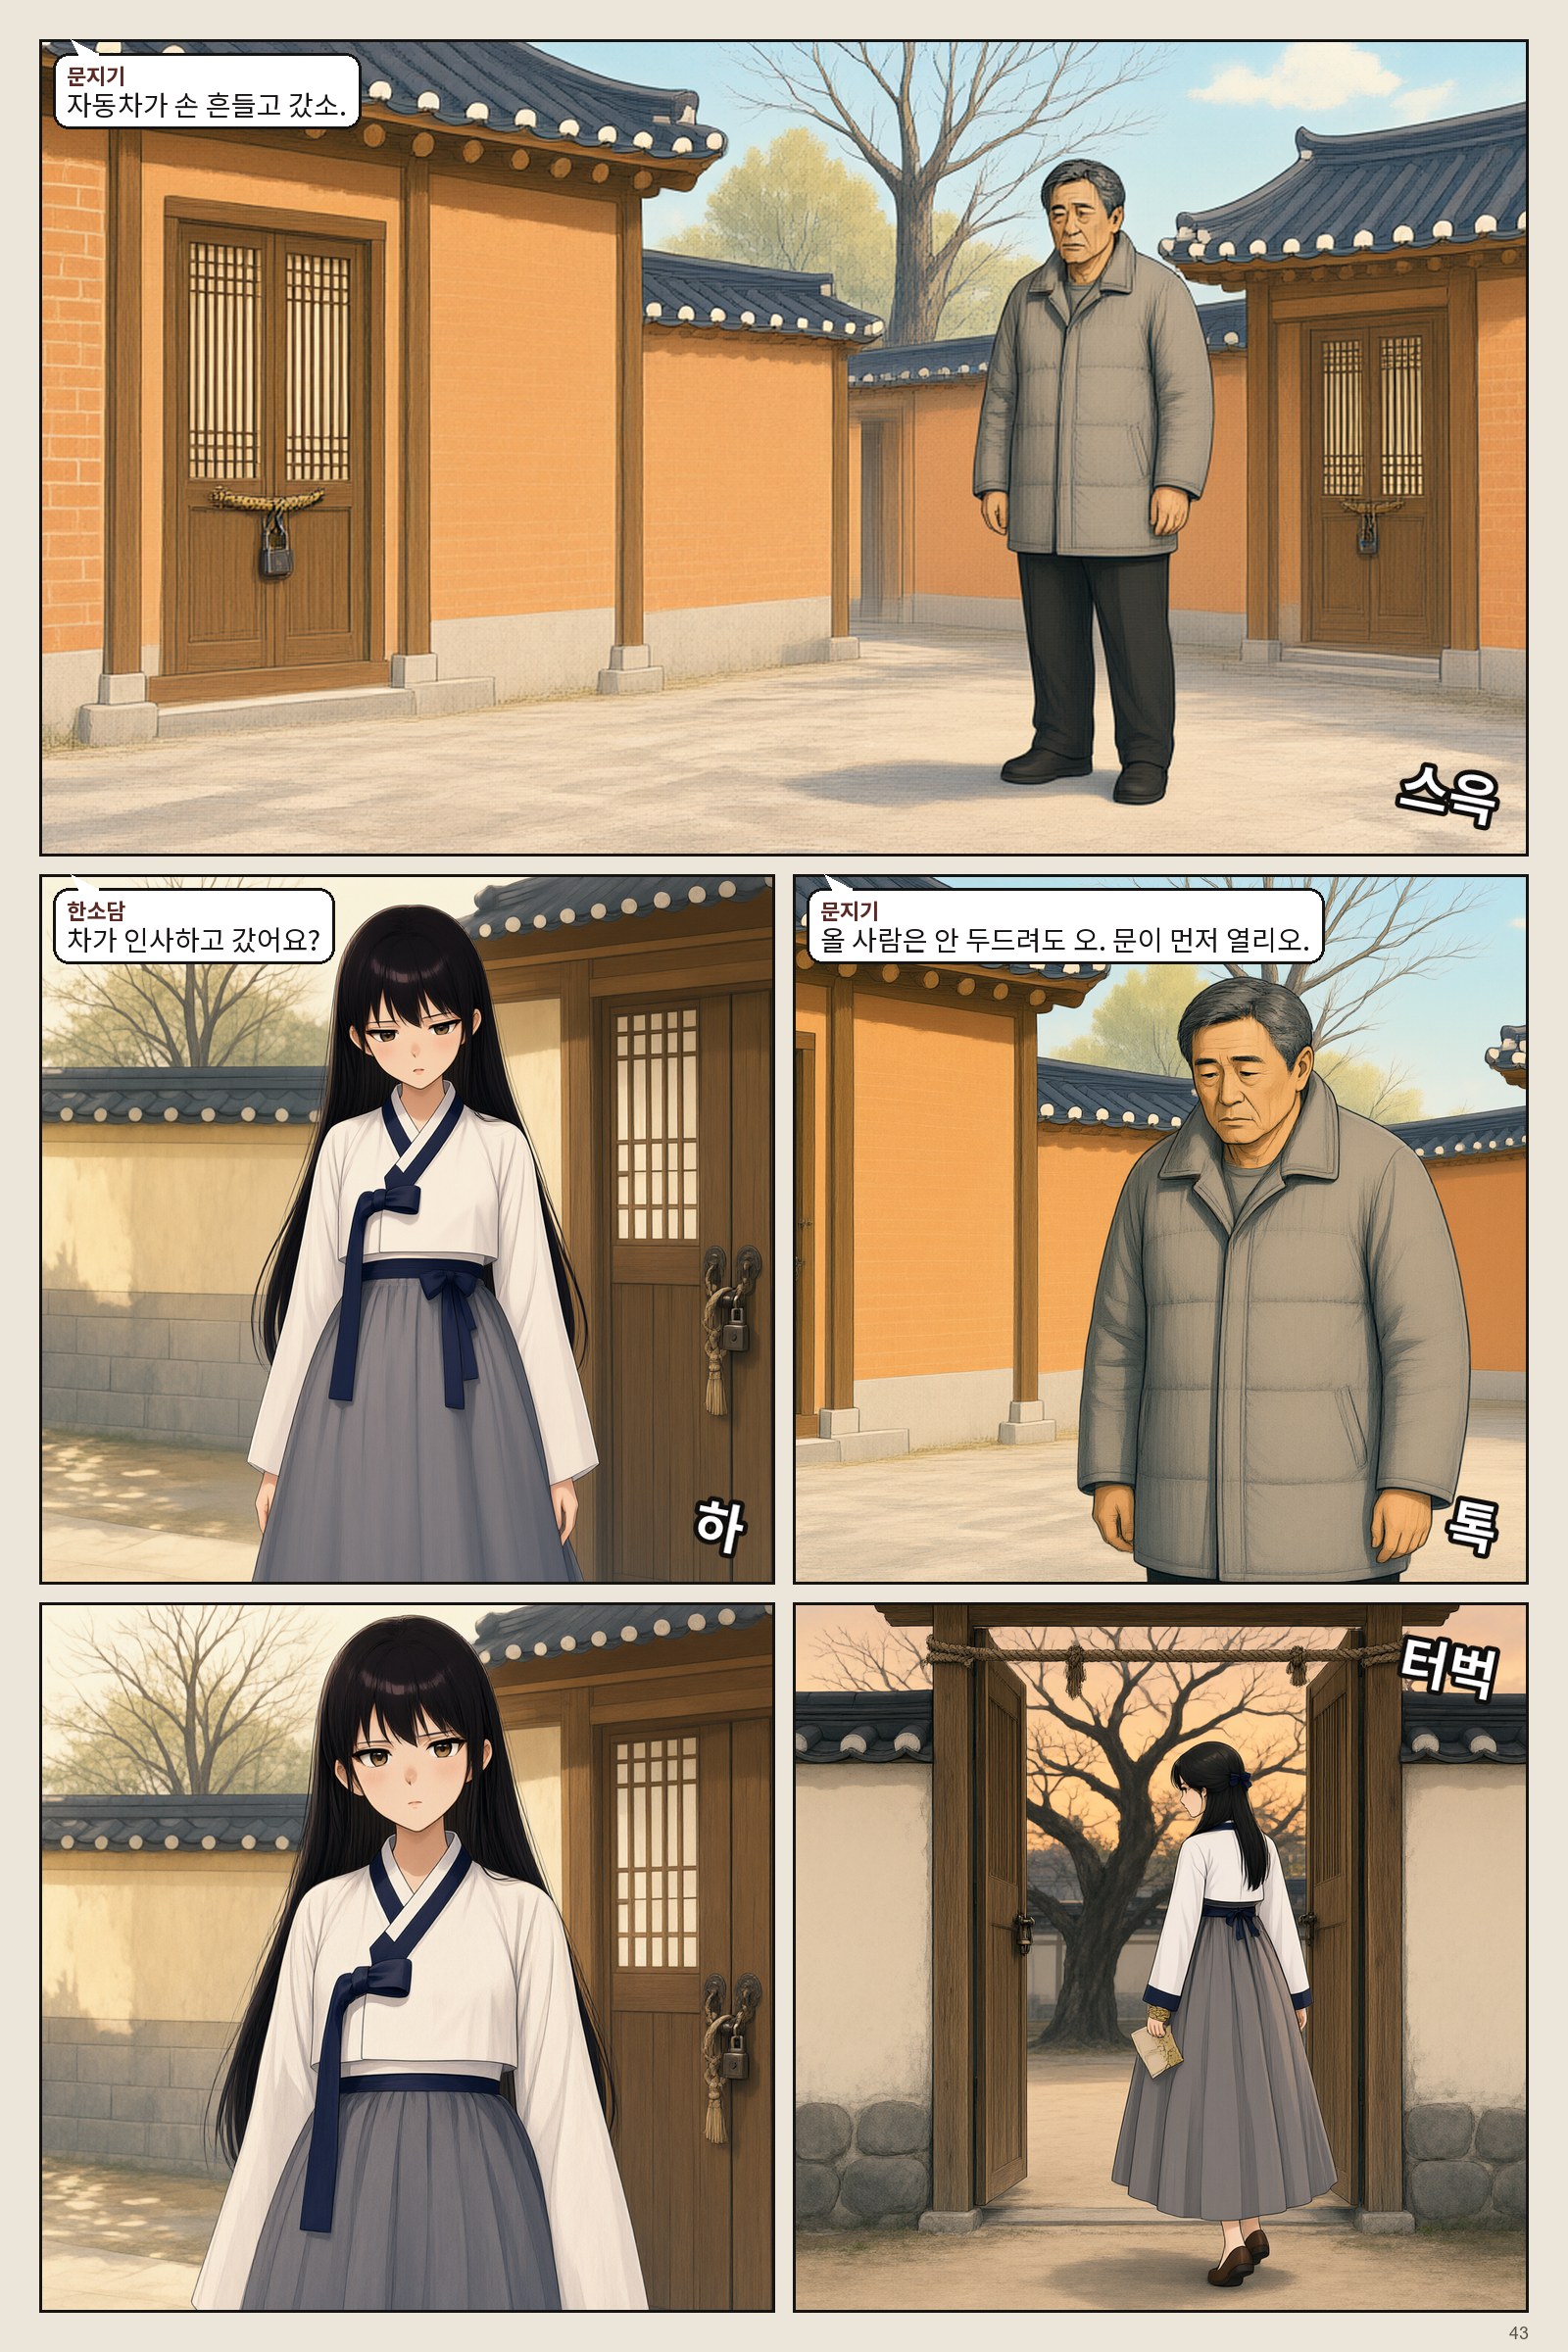 문지기
자동차가 손 흔들고 갔소.
스윽
한소담
차가 인사하고 갔어요?
하
문지기
올 사람은 안 두드려도 오. 문이 먼저 열리오.
톡
터벅
43